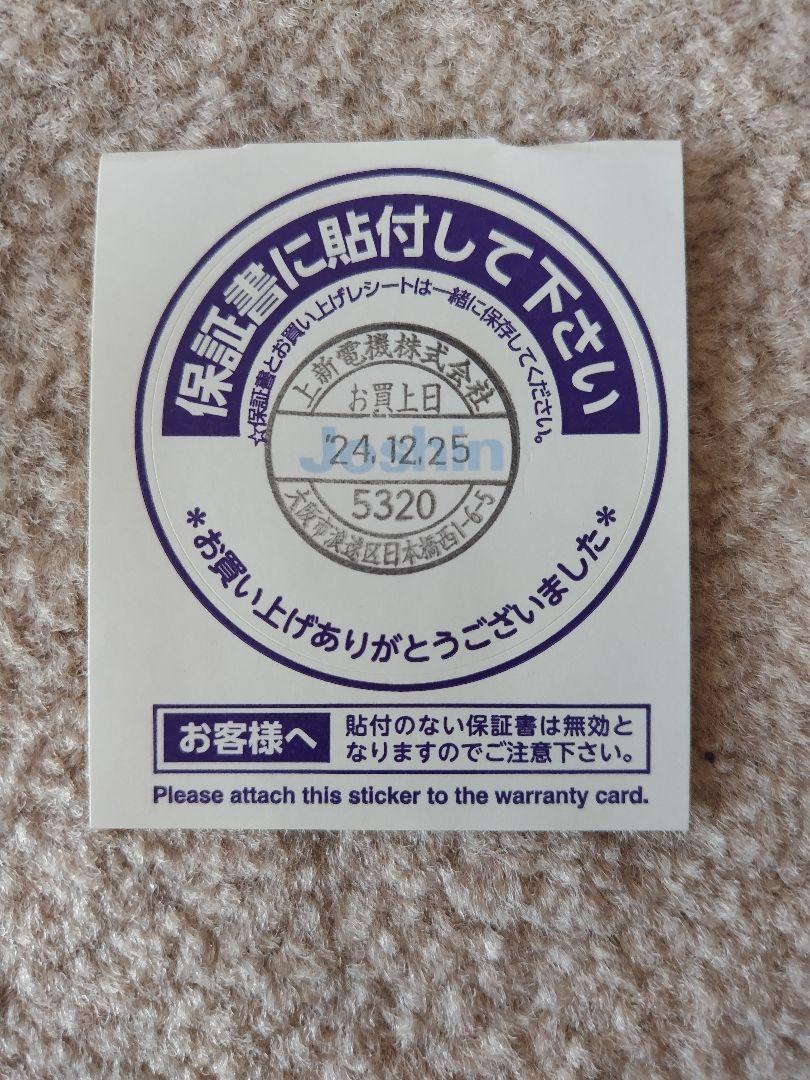 保証書に貼付して下さい
☆保証書とお買い上げレシートは一緒に保存してください。
上新電機株式会社
お買上日
Joshin
'24.12.25
5320
大阪市浪速区日本橋西1-6-5
*お買い上げありがとうございました*
お客様へ
貼付のない保証書は無効と
なりますのでご注意下さい。
Please attach this sticker to the warranty card.